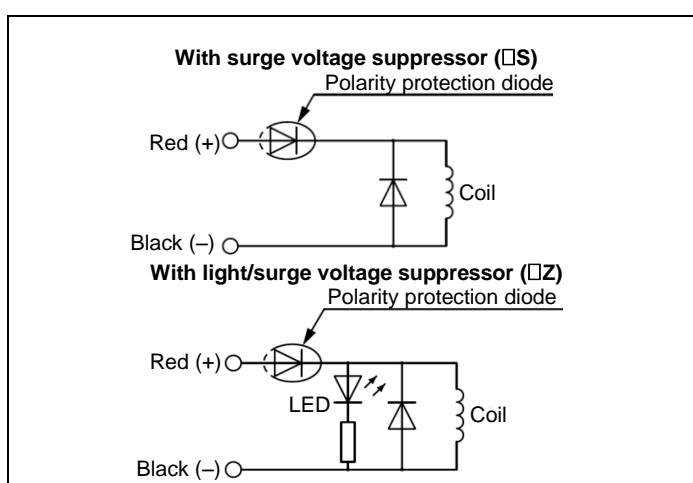 With surge voltage suppressor (□S)
Polarity protection diode
Red (+)
Coil
Black (–)
With light/surge voltage suppressor (□Z)
Polarity protection diode
Red (+)
LED
Coil
Black (–)